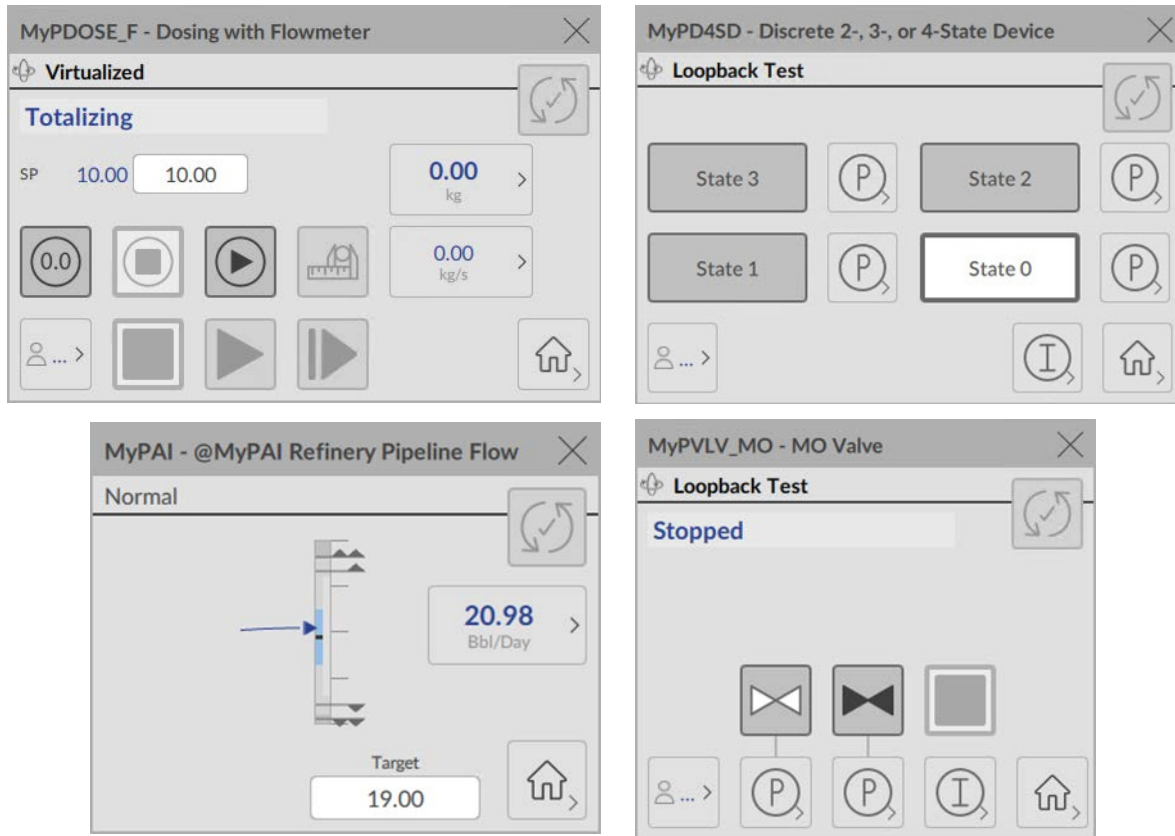 MyPDOSE_F - Dosing with Flowmeter
Virtualized
Totalizing
SP 10.00 10.00
0.00
kg
0.0
0.00
kg/s
...
MyPD4SD - Discrete 2-, 3-, or 4-State Device
Loopback Test
State 3 P State 2 P
State 1 P State 0 P
... I
MyPAI - @MyPAI Refinery Pipeline Flow
Normal
20.98
Bbl/Day
Target
19.00
MyPVLV_MO - MO Valve
Loopback Test
Stopped
... P P I